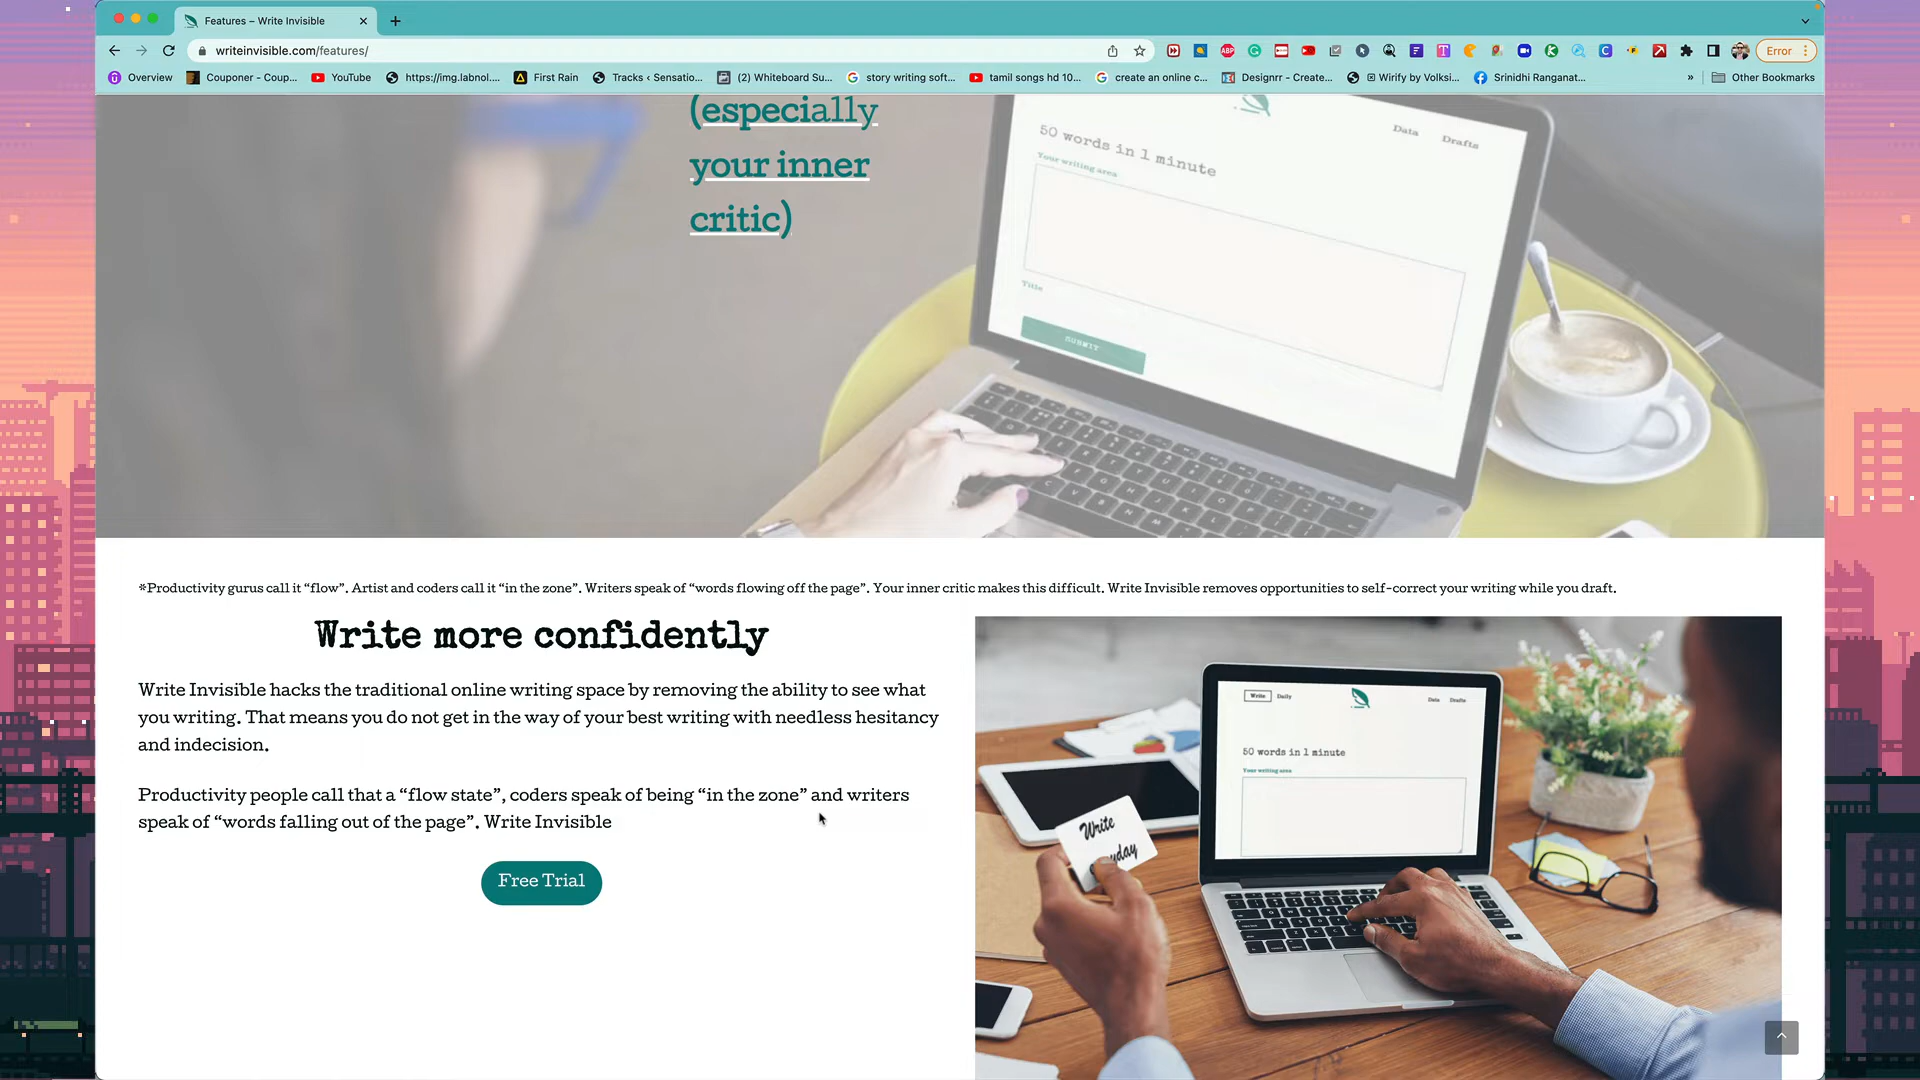 Features – Write Invisible
writeinvisible.com/features/
Error
Overview
Couponer - Coup...
YouTube
https://img.labnol...
First Rain
Tracks ‹ Sensatio...
(2) Whiteboard Su...
story writing soft...
tamil songs hd 10...
create an online c...
Designrr - Create...
Wirify by Volksi...
Srinidhi Ranganat...
»
Other Bookmarks
(especially
your inner
critic)
Data
Drafts
50 words in 1 minute
Your writing area
Title
SUBMIT
*Productivity gurus call it “flow”. Artist and coders call it “in the zone”. Writers speak of “words flowing off the page”. Your inner critic makes this difficult. Write Invisible removes opportunities to self-correct your writing while you draft.
Write more confidently
Write Invisible hacks the traditional online writing space by removing the ability to see what
you writing. That means you do not get in the way of your best writing with needless hesitancy
and indecision.
Productivity people call that a “flow state”, coders speak of being “in the zone” and writers
speak of “words falling out of the page”. Write Invisible
Free Trial
Write
Daily
Data
Drafts
50 words in 1 minute
Your writing area
Write